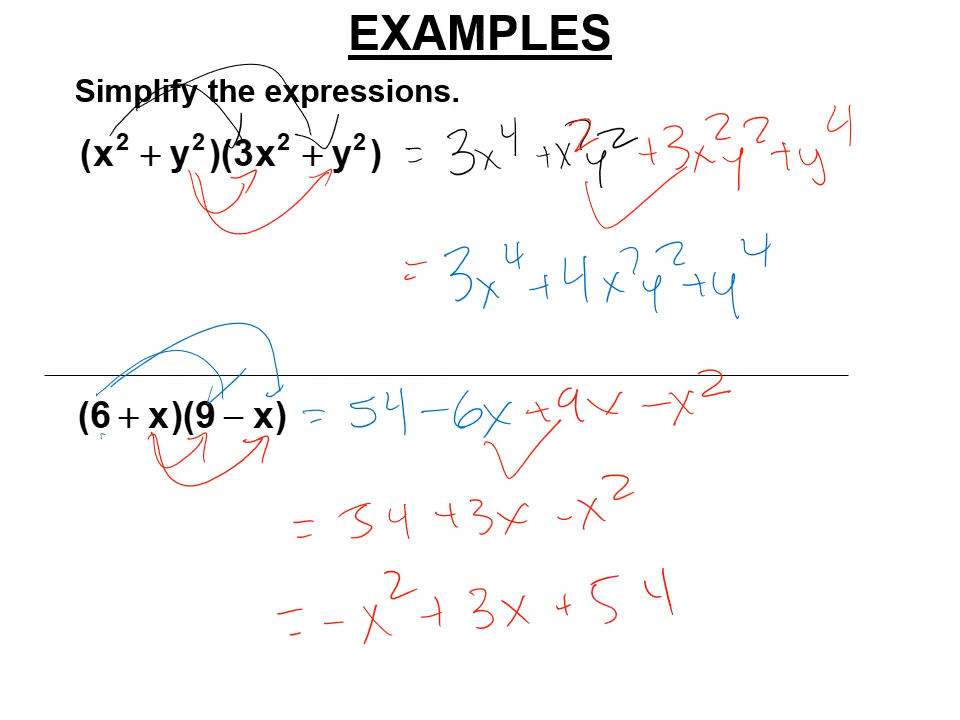 EXAMPLES
Simplify the expressions.
(x² + y²)(3x² + y²) = 3x⁴ + x²y² + 3x²y² + y⁴
= 3x⁴ + 4x²y² + y⁴
(6 + x)(9 − x) = 54 − 6x + 9x − x²
= 54 + 3x − x²
= −x² + 3x + 54